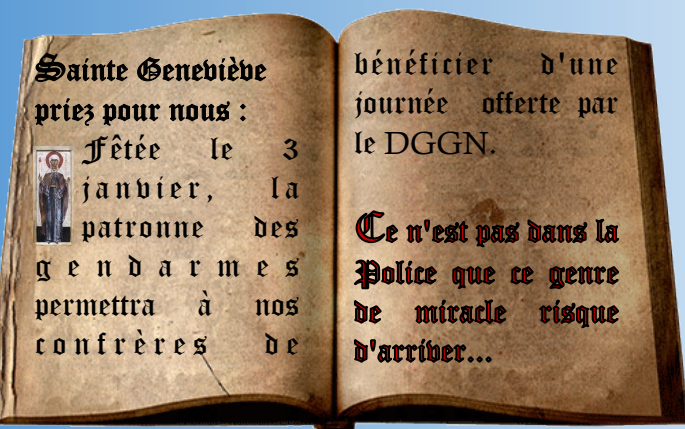 Sainte Geneviève
priez pour nous :
Fêtée le 3
janvier, la
patronne des
gendarmes
permettra à nos
confrères de
bénéficier d'une
journée offerte par
le DGGN.
Ce n'est pas dans la
Police que ce genre
de miracle risque
d'arriver...